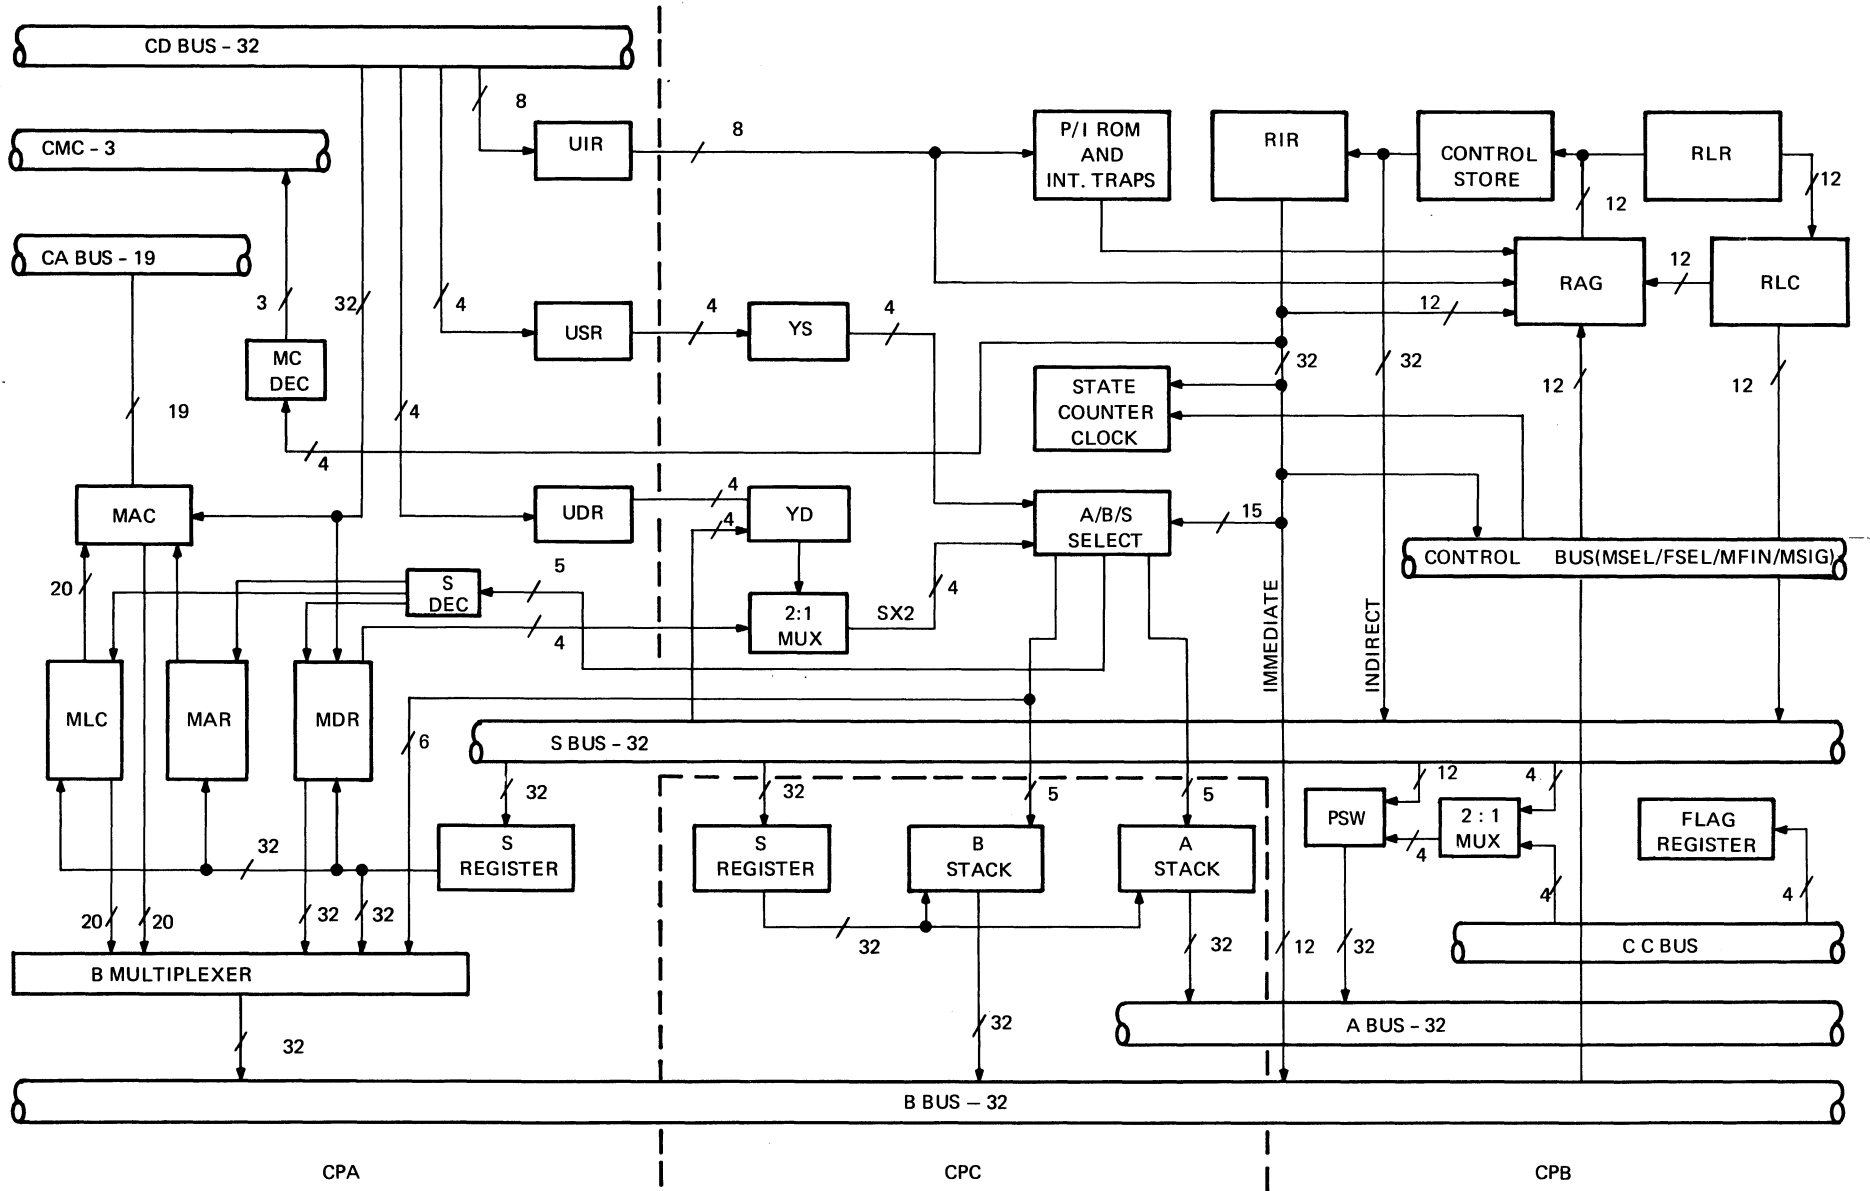 CD BUS – 32
8
CMC – 3
UIR
8
P/I ROM
AND
INT. TRAPS
RIR
CONTROL
STORE
RLR
12
12
CA BUS – 19
RAG
12
RLC
3
32
4
USR
4
YS
4
12
MC
DEC
32
32
STATE
COUNTER
CLOCK
12
12
19
4
4
MAC
UDR
4
4
YD
A/B/S
SELECT
15
CONTROL BUS(MSEL/FSEL/MFIN/MSIG)
20
S
DEC
5
4
2:1
MUX
SX2
4
IMMEDIATE
INDIRECT
MLC
MAR
MDR
6
S BUS – 32
32
32
5
5
12
4
PSW
4
2 : 1
MUX
FLAG
REGISTER
32
S
REGISTER
S
REGISTER
B
STACK
A
STACK
4
4
20
20
32
32
32
32
12
32
C C BUS
B MULTIPLEXER
32
32
A BUS – 32
B BUS — 32
CPA
CPC
CPB